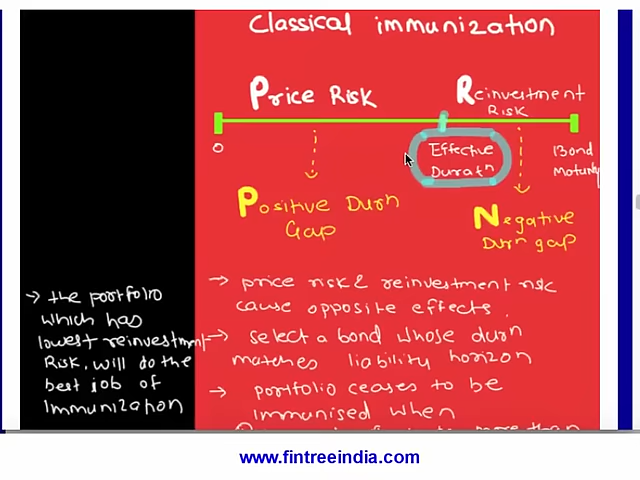 Classical immunization
Price Risk
Reinvestment
Risk
0
Effective
Duratn
Bond
Maturity
Positive Durn
Gap
Negative
Durn gap
→ price risk & reinvestment risk
cause opposite effects.
→ select a bond whose durn
matches liability horizon
→ portfolio ceases to be
immunised when
more than
→ the portfolio
which has
lowest reinvestment
Risk, will do the
best job of
Immunization
www.fintreeindia.com